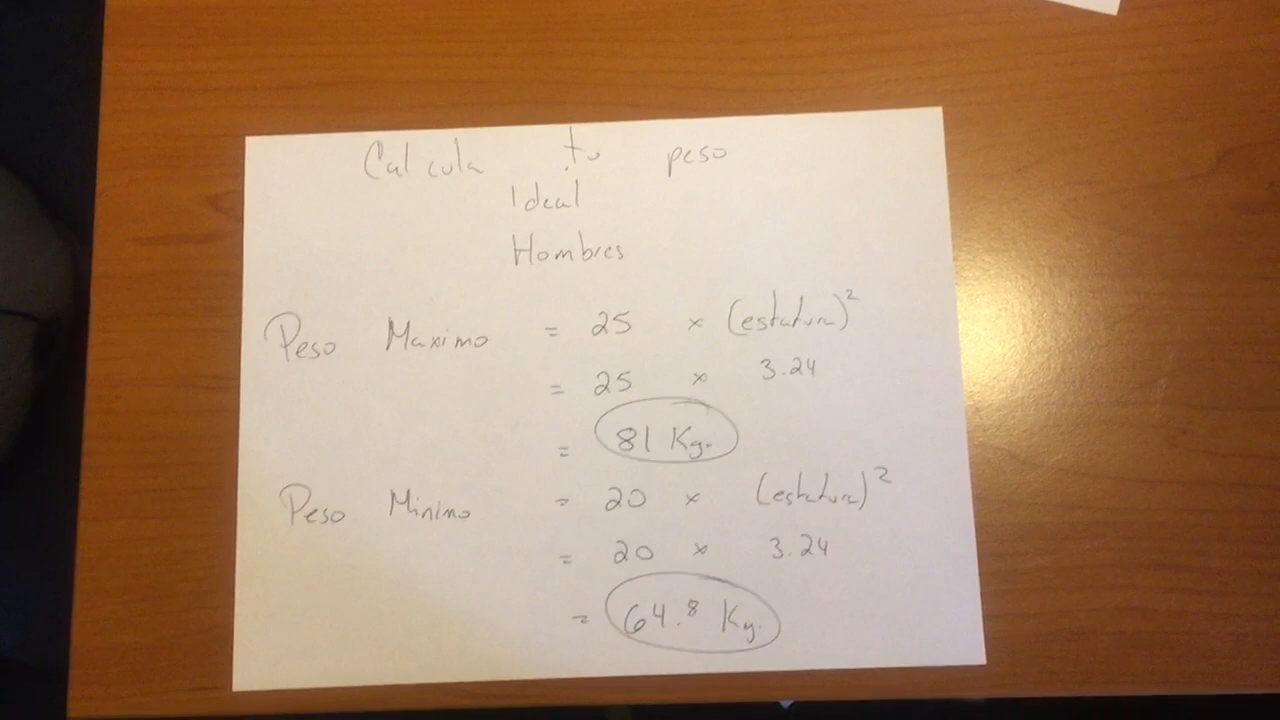 Calcula tu peso
Ideal
Hombres
Peso Maximo = 25 x (estatura)²
= 25 x 3.24
= 81 Kg.
Peso Minimo = 20 x (estatura)²
= 20 x 3.24
= 64.8 Kg.